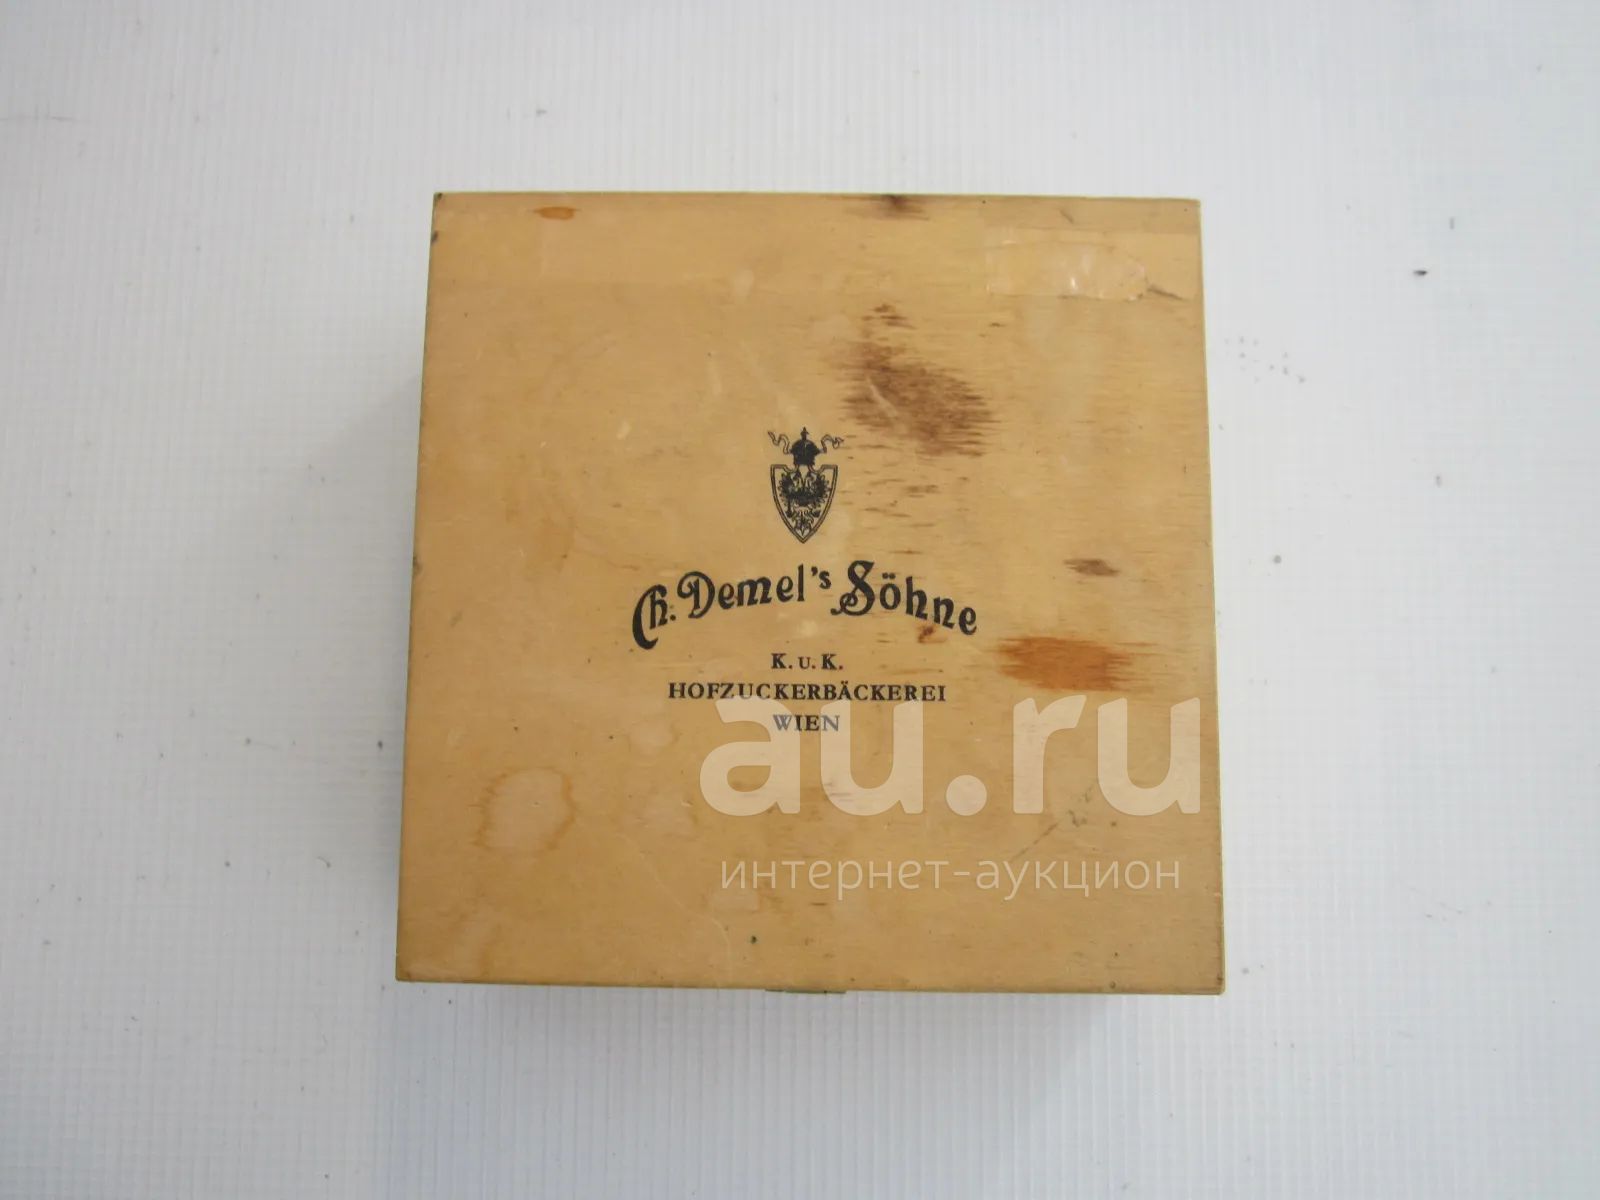 Ch. Demel's Söhne
K. U. K.
HOFZUCKERBÄCKEREI
WIEN
au.ru
интернет-аукцион